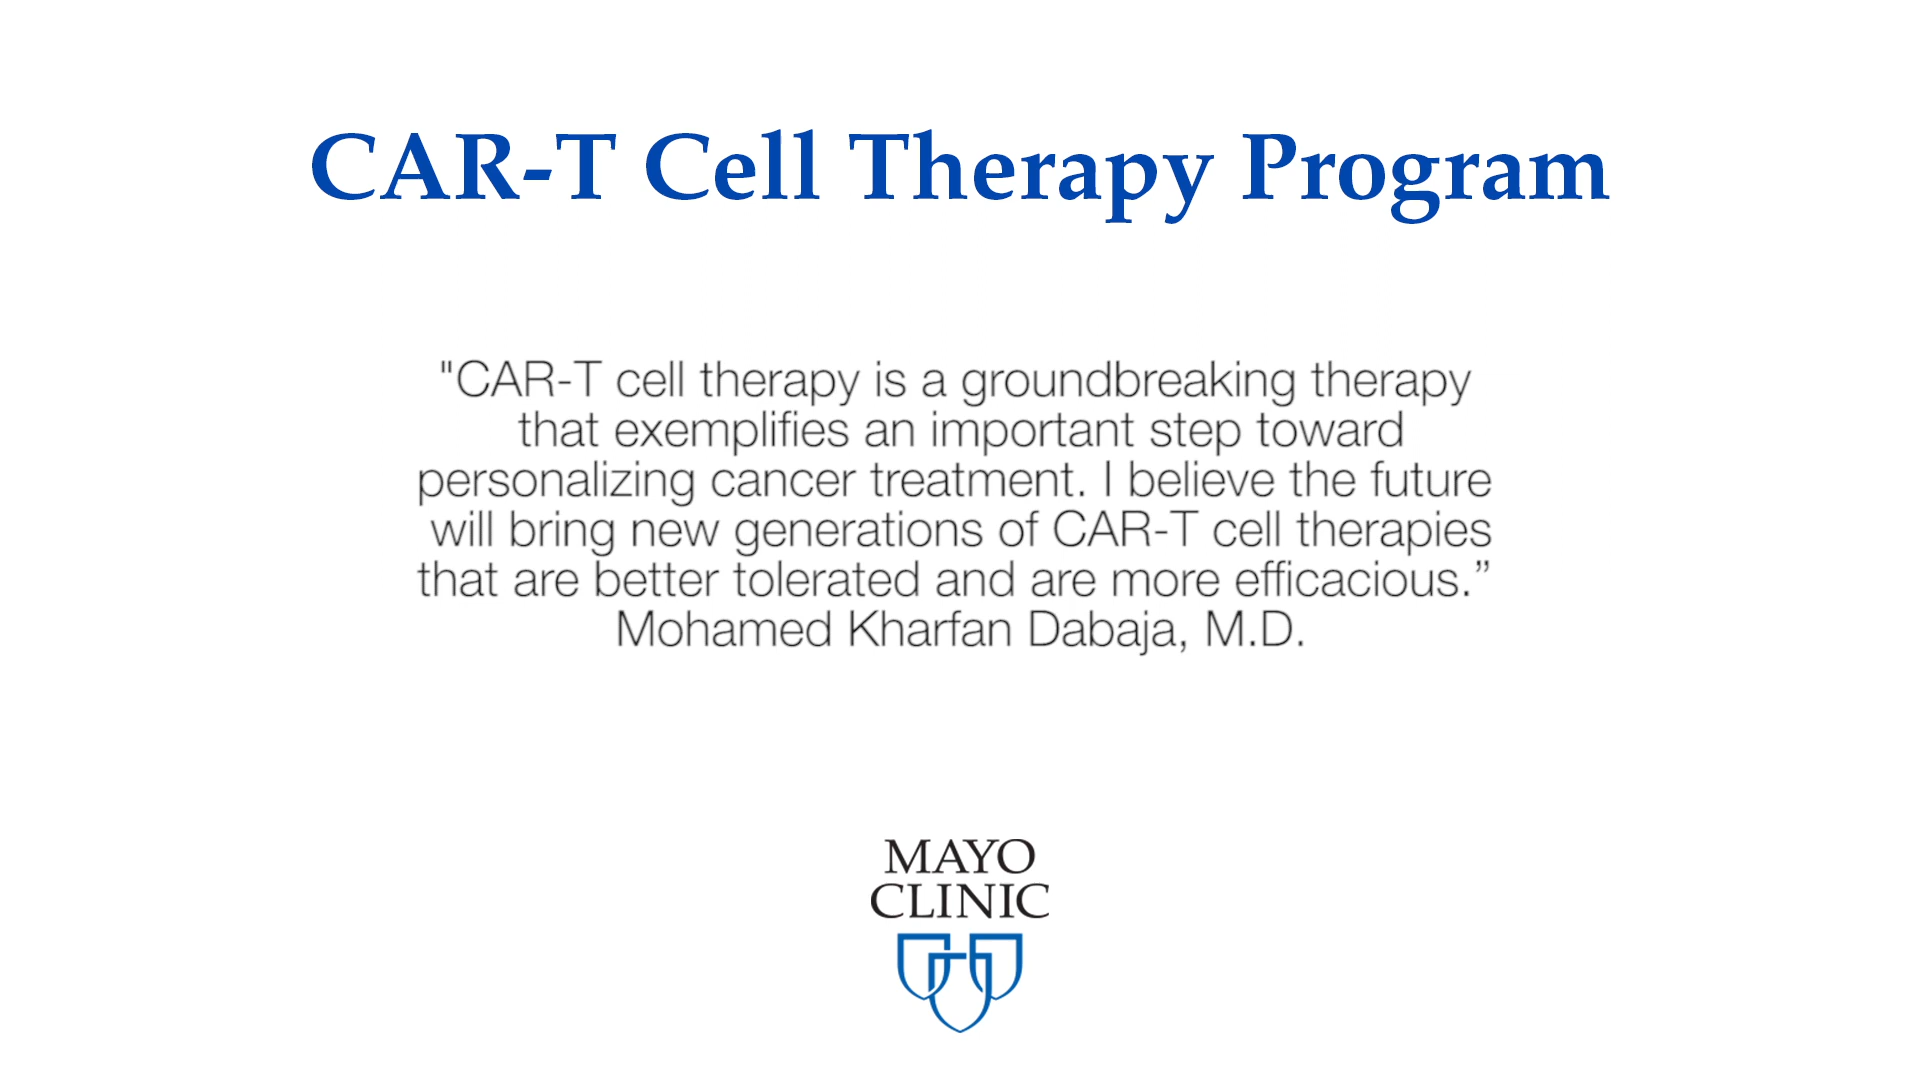 CAR-T Cell Therapy Program
"CAR-T cell therapy is a groundbreaking therapy
that exemplifies an important step toward
personalizing cancer treatment. I believe the future
will bring new generations of CAR-T cell therapies
that are better tolerated and are more efficacious.”
Mohamed Kharfan Dabaja, M.D.
MAYO
CLINIC